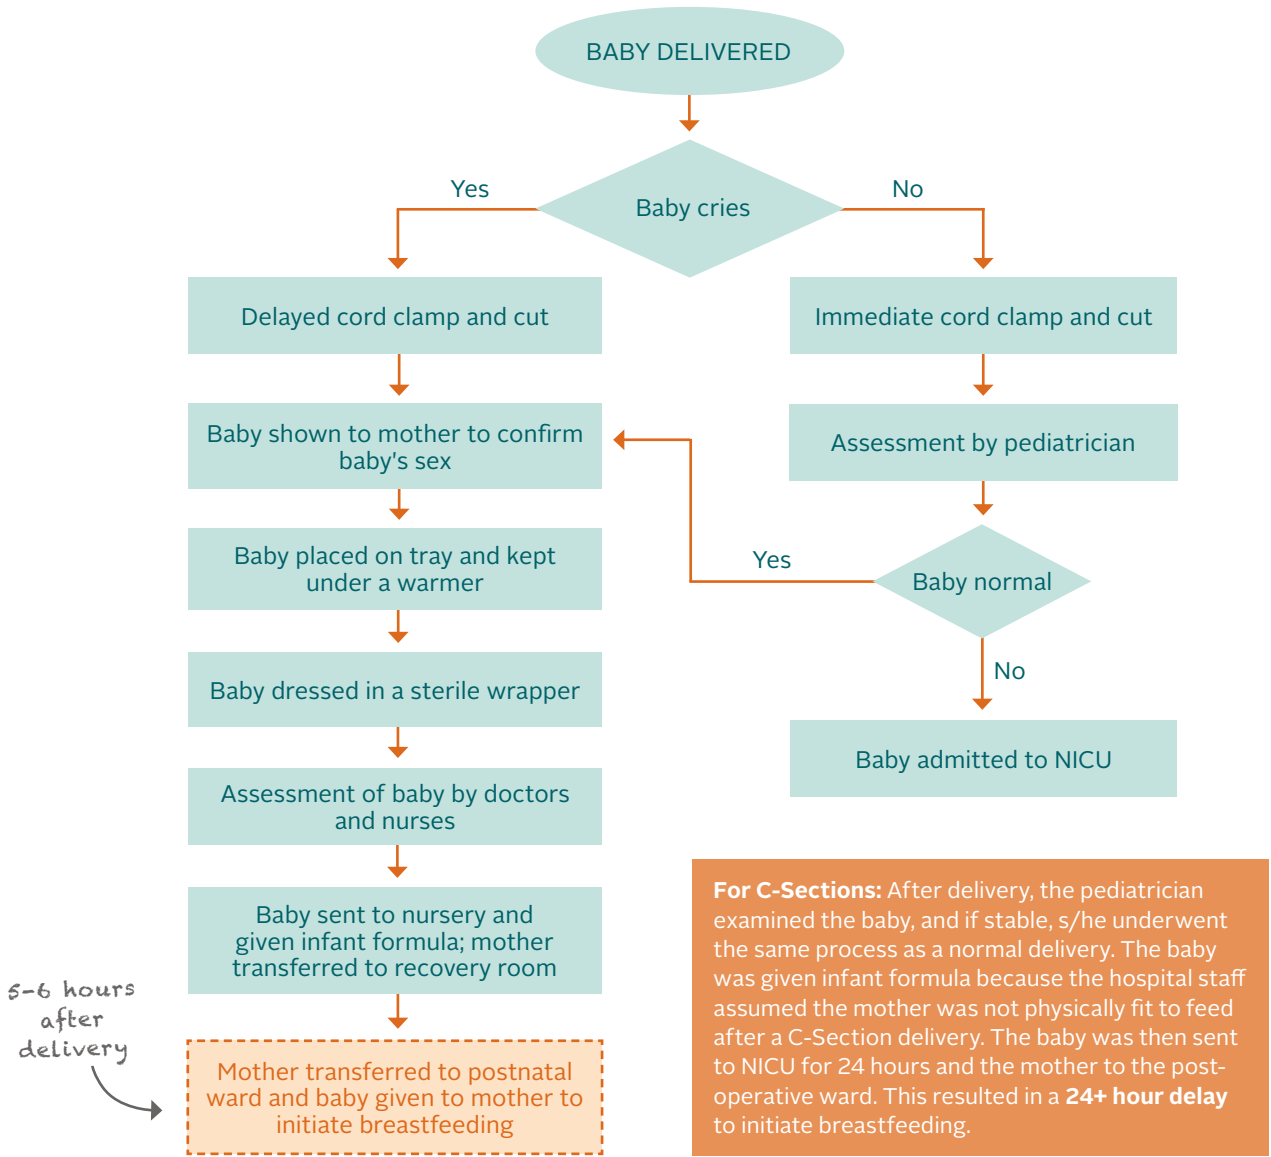 BABY DELIVERED
Baby cries
Yes
No
Delayed cord clamp and cut
Immediate cord clamp and cut
Baby shown to mother to confirm
baby's sex
Assessment by pediatrician
Baby placed on tray and kept
under a warmer
Yes
Baby normal
No
Baby dressed in a sterile wrapper
Baby admitted to NICU
Assessment of baby by doctors
and nurses
Baby sent to nursery and
given infant formula; mother
transferred to recovery room
5-6 hours
after
delivery
Mother transferred to postnatal
ward and baby given to mother to
initiate breastfeeding
For C-Sections: After delivery, the pediatrician
examined the baby, and if stable, s/he underwent
the same process as a normal delivery. The baby
was given infant formula because the hospital staff
assumed the mother was not physically fit to feed
after a C-Section delivery. The baby was then sent
to NICU for 24 hours and the mother to the post-
operative ward. This resulted in a 24+ hour delay
to initiate breastfeeding.